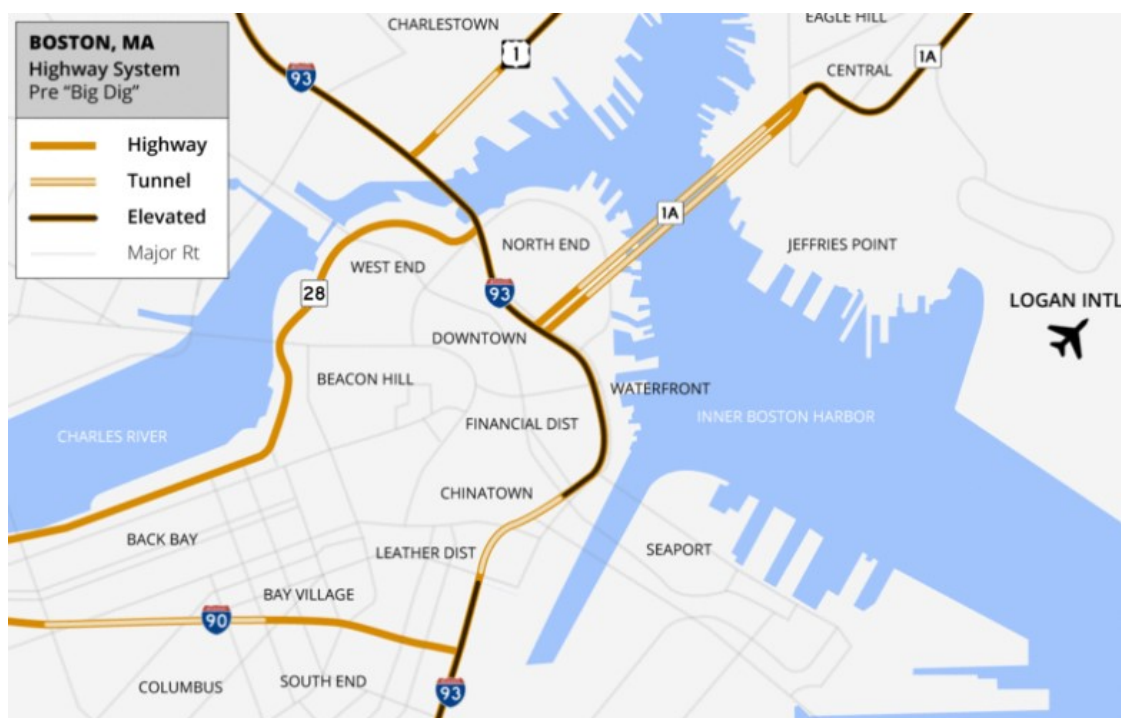 BOSTON, MA
Highway System
Pre “Big Dig”
Highway
Tunnel
Elevated
Major Rt
CHARLESTOWN
1
93
EAGLE HILL
1A
CENTRAL
1A
NORTH END
JEFFRIES POINT
WEST END
28
93
LOGAN INTL
DOWNTOWN
BEACON HILL
WATERFRONT
INNER BOSTON HARBOR
FINANCIAL DIST
CHARLES RIVER
CHINATOWN
BACK BAY
LEATHER DIST
SEAPORT
BAY VILLAGE
90
SOUTH END
COLUMBUS
93